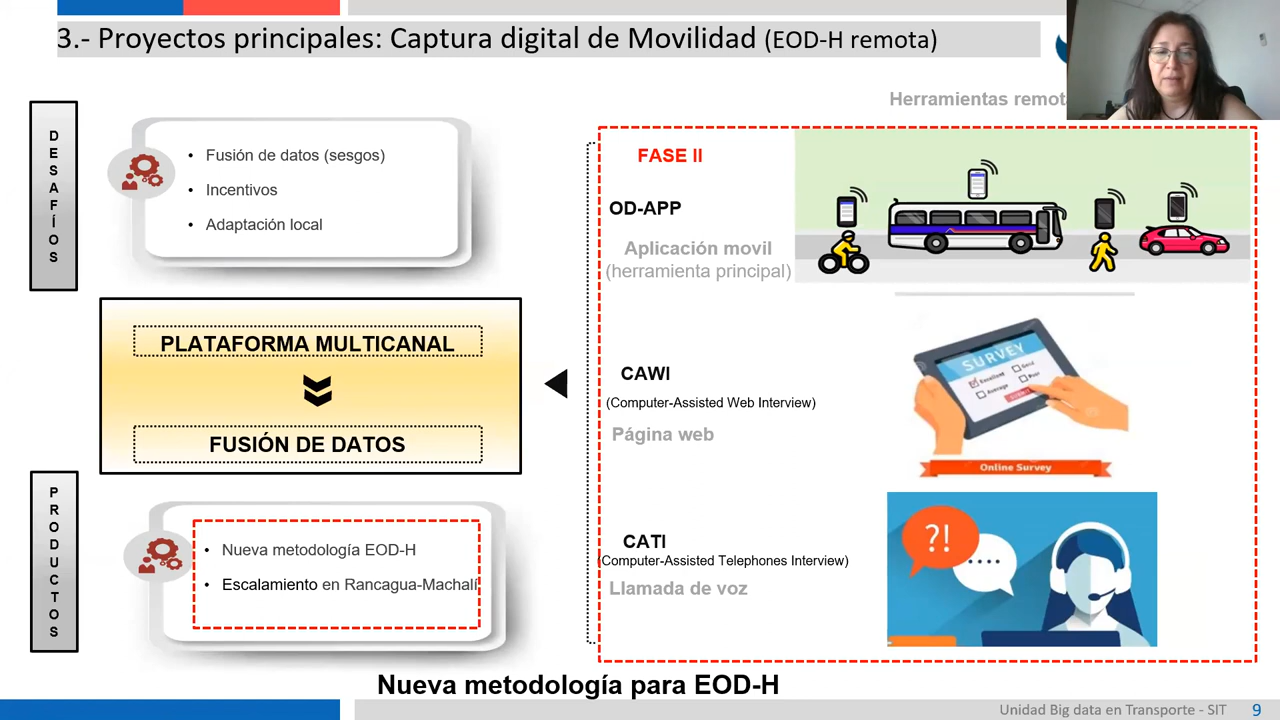 3.- Proyectos principales: Captura digital de Movilidad (EOD-H remota)
Herramientas remot
DESAFÍOS
• Fusión de datos (sesgos)
• Incentivos
• Adaptación local
PLATAFORMA MULTICANAL
FUSIÓN DE DATOS
PRODUCTOS
• Nueva metodología EOD-H
• Escalamiento en Rancagua-Machalí
FASE II
OD-APP
Aplicación movil
(herramienta principal)
CAWI
(Computer-Assisted Web Interview)
Página web
SURVEY
Excellent
Good
Average
Poor
SUBMIT
Online Survey
CATI
(Computer-Assisted Telephones Interview)
Llamada de voz
?!
....
Nueva metodología para EOD-H
Unidad Big data en Transporte - SIT 9